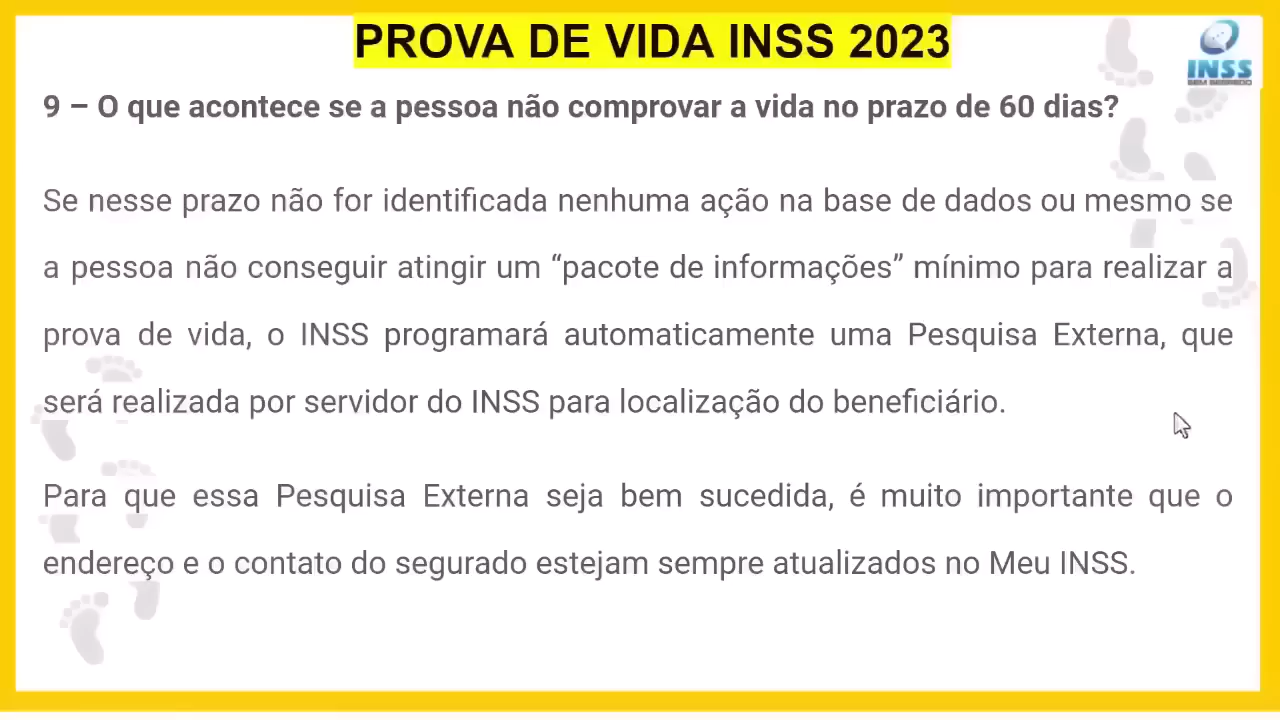 PROVA DE VIDA INSS 2023
INSS
SEM SEGREDO
9 – O que acontece se a pessoa não comprovar a vida no prazo de 60 dias?
Se nesse prazo não for identificada nenhuma ação na base de dados ou mesmo se
a pessoa não conseguir atingir um “pacote de informações” mínimo para realizar a
prova de vida, o INSS programará automaticamente uma Pesquisa Externa, que
será realizada por servidor do INSS para localização do beneficiário.
Para que essa Pesquisa Externa seja bem sucedida, é muito importante que o
endereço e o contato do segurado estejam sempre atualizados no Meu INSS.